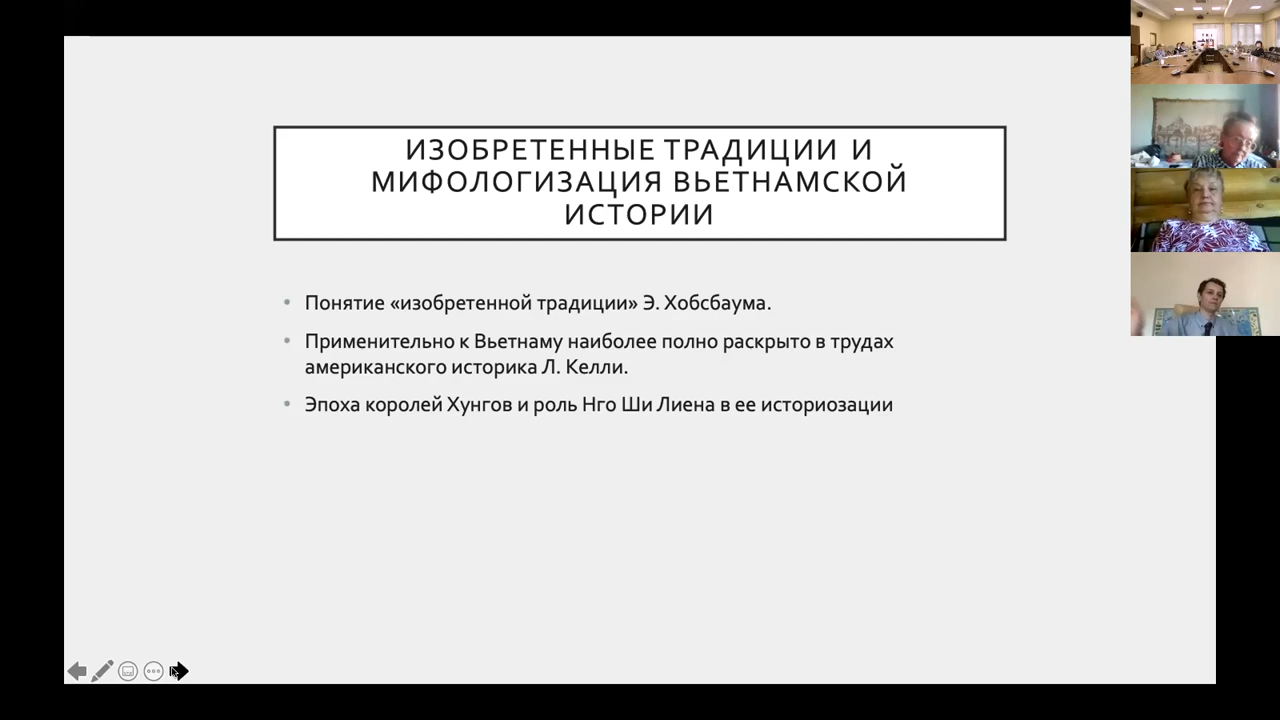 ИЗОБРЕТЕННЫЕ ТРАДИЦИИ И
МИФОЛОГИЗАЦИЯ ВЬЕТНАМСКОЙ
ИСТОРИИ
• Понятие «изобретенной традиции» Э. Хобсбаума.
• Применительно к Вьетнаму наиболее полно раскрыто в трудах
американского историка Л. Келли.
• Эпоха королей Хунгов и роль Нго Ши Лиена в ее историозации